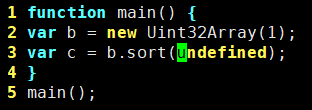 1 function main() {
2 var b = new Uint32Array(1);
3 var c = b.sort(undefined);
4 }
5 main();